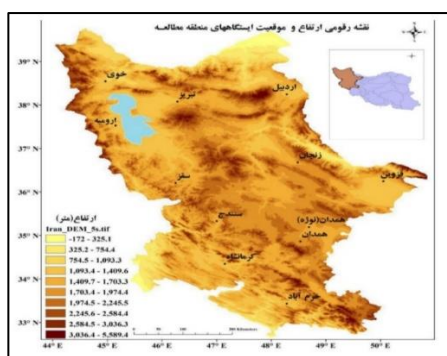 نقشه رقومی ارتفاع و موقعیت ایستگاههای منطقه مطالعه
39°N
38°N
37°N
36°N
35°N
34°N
33°N
خوی
تبریز
اردبیل
ارومیه
زنجان
قزوین
سقز
سنندج
همدان(نوژه)
همدان
کرمانشاه
خرم آباد
ارتفاع(متر)
Iran_DEM_5s.tif
-172 - 325.1
325.2 - 754.4
754.5 - 1,093.3
1,093.4 - 1,409.6
1,409.7 - 1,703.3
1,703.4 - 1,974.4
1,974.5 - 2,245.5
2,245.6 - 2,584.4
2,584.5 - 3,036.3
3,036.4 - 5,589.4
44°E 45°E 46°E 47°E 48°E 49°E 50°E